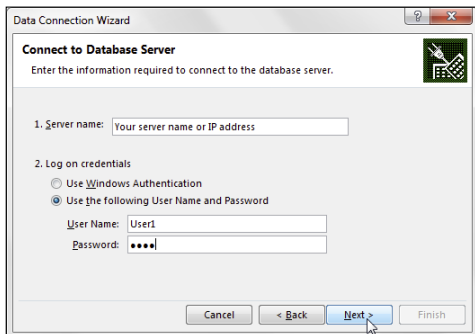 Data Connection Wizard
Connect to Database Server
Enter the information required to connect to the database server.
1. Server name: Your server name or IP address
2. Log on credentials
Use Windows Authentication
Use the following User Name and Password
User Name: User1
Password: ●●●●
Cancel < Back Next > Finish